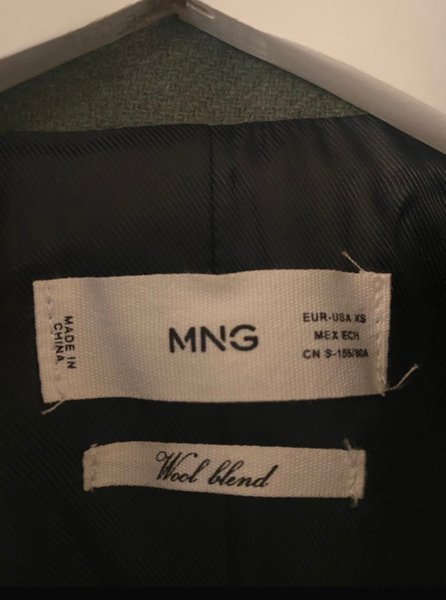 MADE IN
CHINA.
MNG
EUR-USA XS
MEX ECH
CN S-155/80A
Wool blend